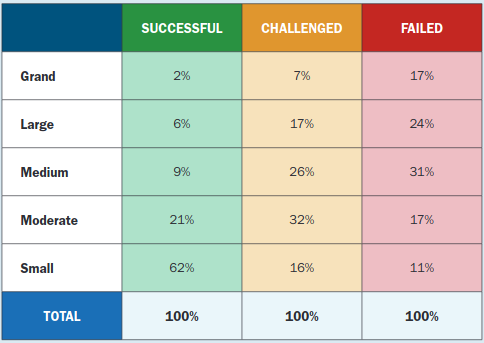 SUCCESSFUL CHALLENGED FAILED
Grand 2% 7% 17%
Large 6% 17% 24%
Medium 9% 26% 31%
Moderate 21% 32% 17%
Small 62% 16% 11%
TOTAL 100% 100% 100%